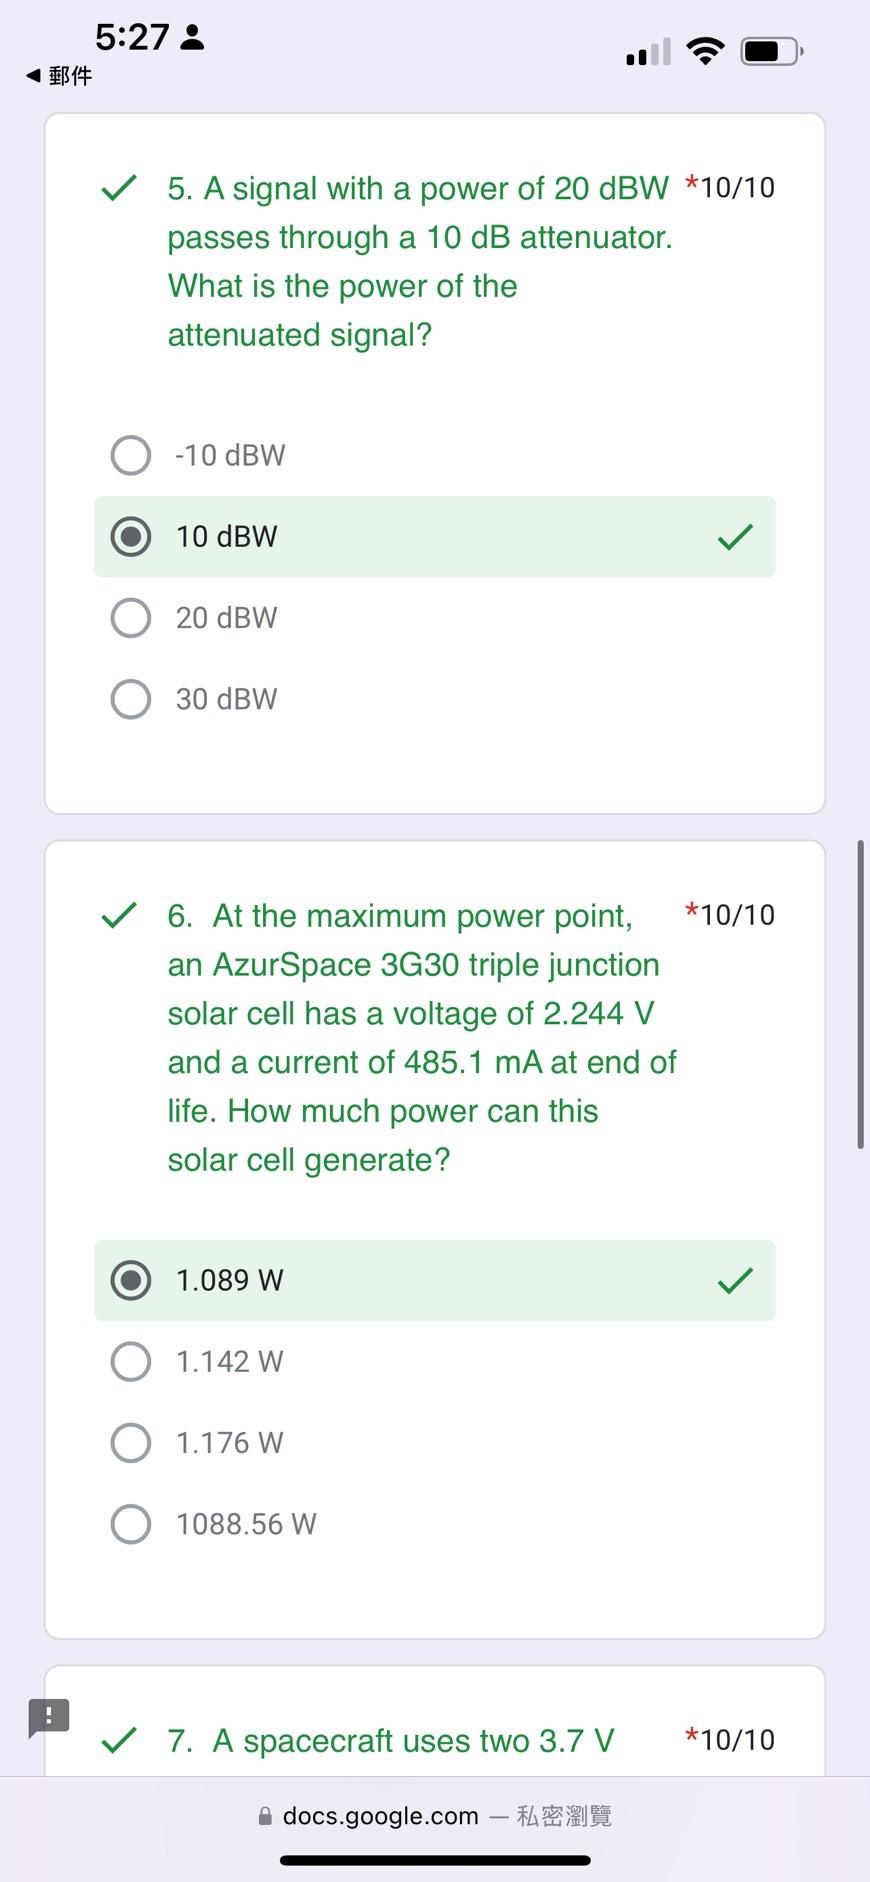 5:27
◀ 郵件
5. A signal with a power of 20 dBW *10/10
passes through a 10 dB attenuator.
What is the power of the
attenuated signal?
-10 dBW
10 dBW
20 dBW
30 dBW
6. At the maximum power point, *10/10
an AzurSpace 3G30 triple junction
solar cell has a voltage of 2.244 V
and a current of 485.1 mA at end of
life. How much power can this
solar cell generate?
1.089 W
1.142 W
1.176 W
1088.56 W
7. A spacecraft uses two 3.7 V *10/10
docs.google.com — 私密瀏覽